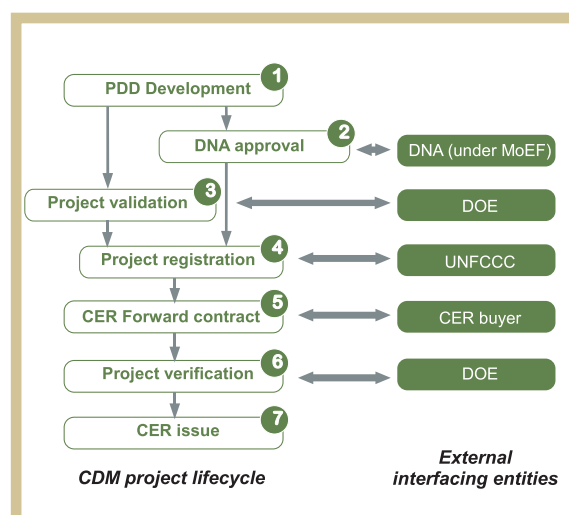 1
PDD Development
2
DNA approval
DNA (under MoEF)
3
Project validation
DOE
4
Project registration
UNFCCC
5
CER Forward contract
CER buyer
6
Project verification
DOE
7
CER issue
CDM project lifecycle
External
interfacing entities